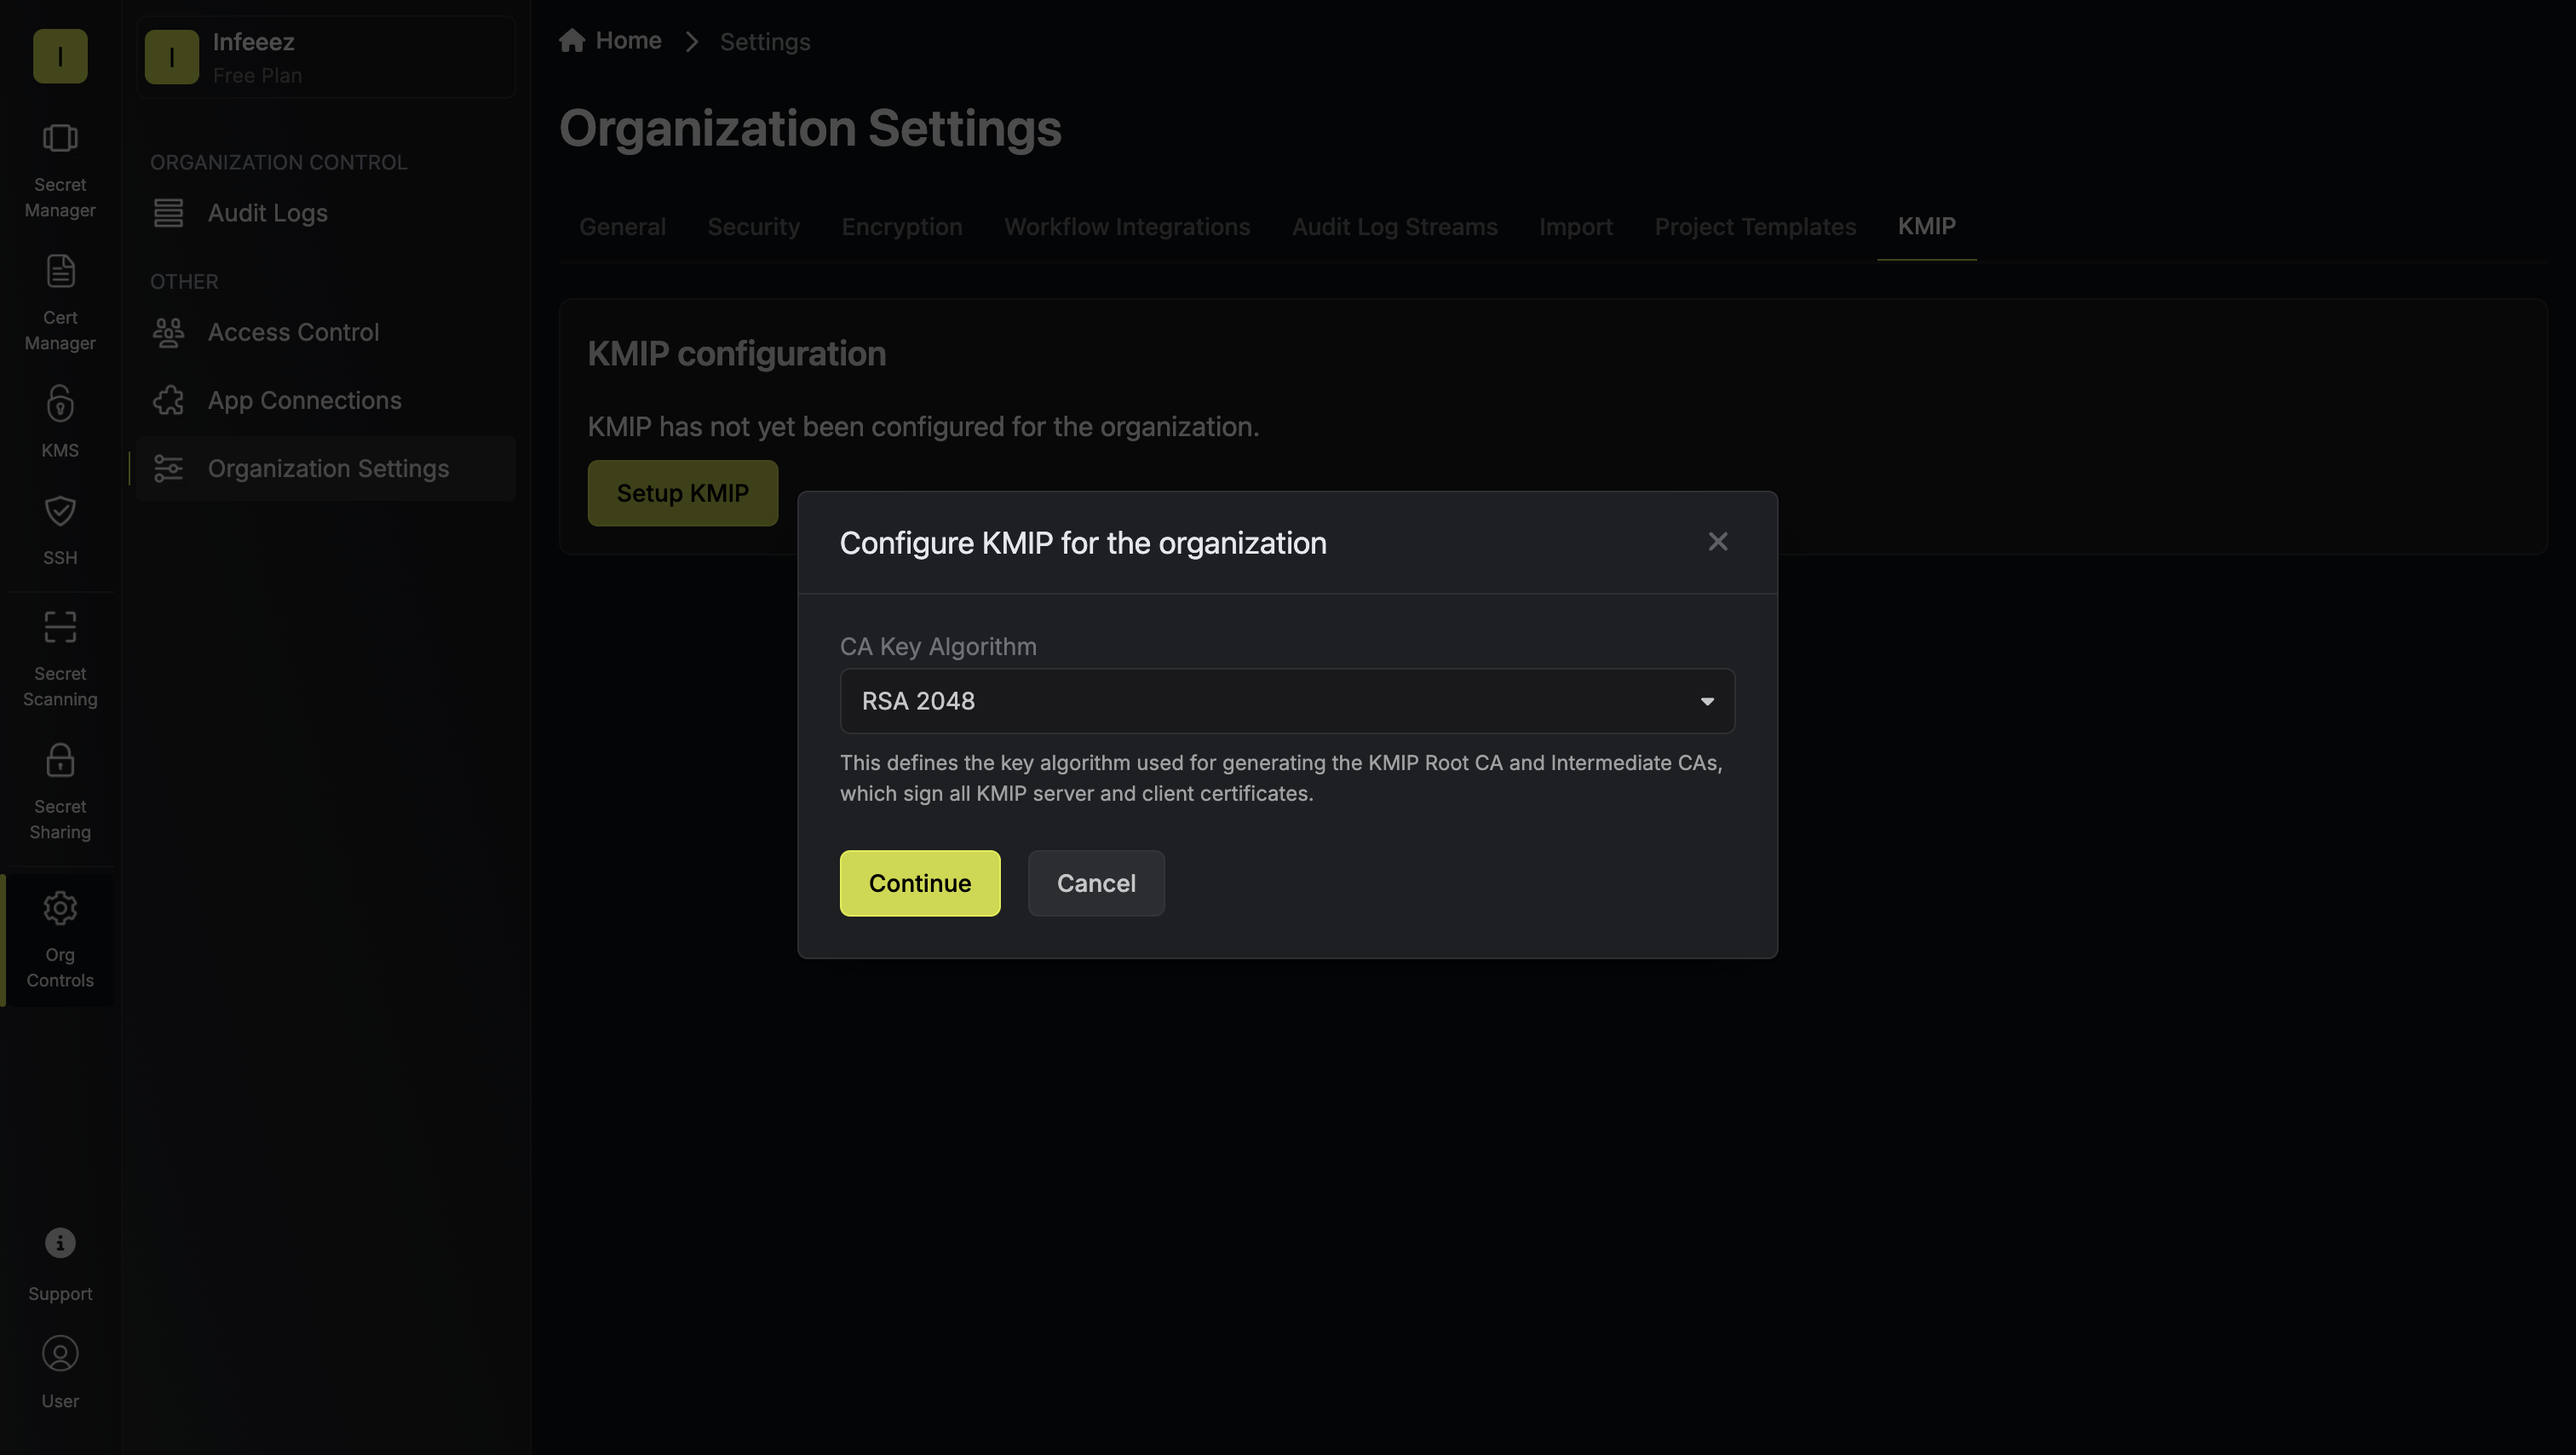 I
Secret
Manager
Cert
Manager
KMS
SSH
Secret
Scanning
Secret
Sharing
Org
Controls
Support
User
I
Infeeez
Free Plan
ORGANIZATION CONTROL
Audit Logs
OTHER
Access Control
App Connections
Organization Settings
Home
Settings
Organization Settings
General Security Encryption Workflow Integrations Audit Log Streams Import Project Templates KMIP
KMIP configuration
KMIP has not yet been configured for the organization.
Setup KMIP
Configure KMIP for the organization
CA Key Algorithm
RSA 2048
This defines the key algorithm used for generating the KMIP Root CA and Intermediate CAs,
which sign all KMIP server and client certificates.
Continue Cancel